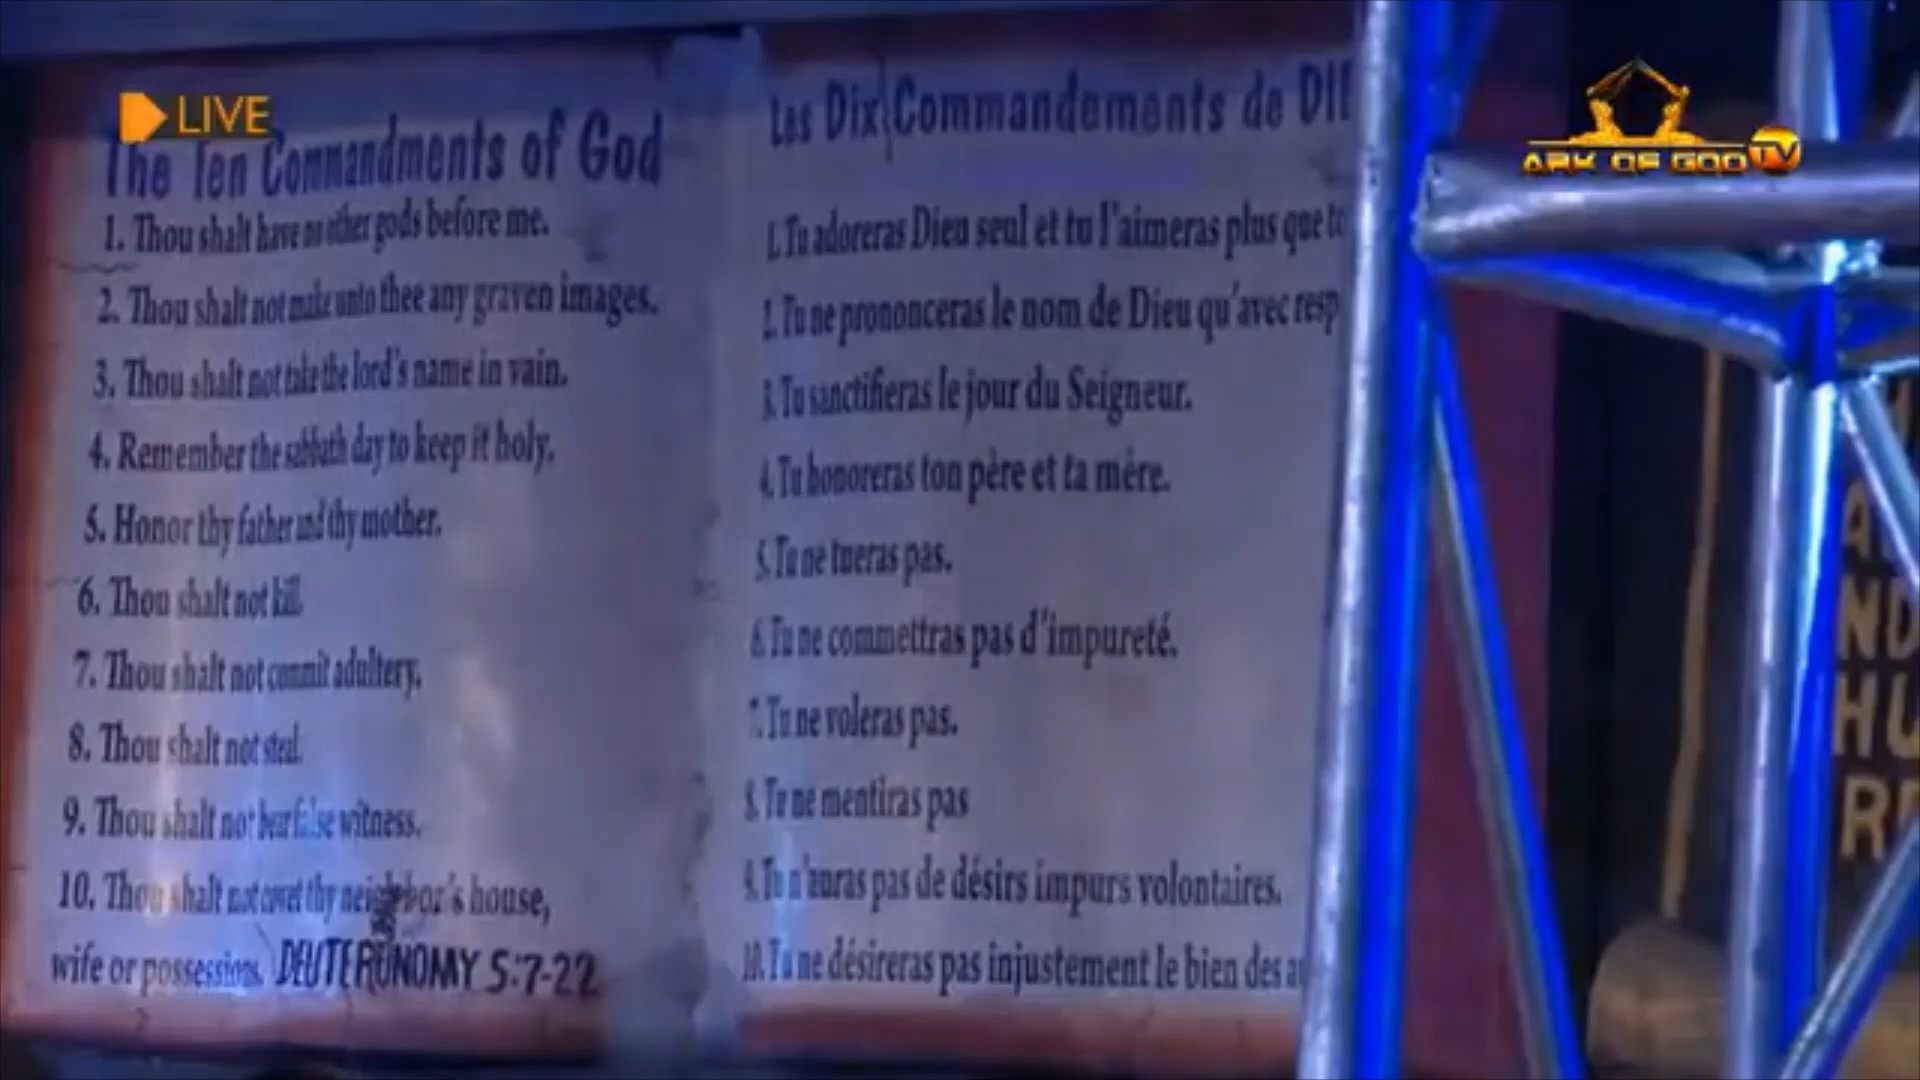 LIVE
ARK OF GOD TV
The Ten Commandments of God
1. Thou shalt have no other gods before me.
2. Thou shalt not make unto thee any graven images.
3. Thou shalt not take the lord's name in vain.
4. Remember the sabbath day to keep it holy.
5. Honor thy father and thy mother.
6. Thou shalt not kill.
7. Thou shalt not commit adultery.
8. Thou shalt not steal.
9. Thou shalt not bear false witness.
10. Thou shalt not covet thy neighbor's house,
wife or possessions. DEUTERONOMY 5:7-22
Les Dix Commandements de
1. Tu adoreras Dieu seul et tu l'aimeras plus que
2. Tu ne prononceras le nom de Dieu qu'avec resp
3. Tu sanctifieras le jour du Seigneur.
4. Tu honoreras ton père et ta mère.
5. Tu ne tueras pas.
6. Tu ne commettras pas d'impureté.
7. Tu ne voleras pas.
8. Tu ne mentiras pas
9. Tu n'auras pas de désirs impurs volontaires.
10. Tu ne désireras pas injustement le bien des